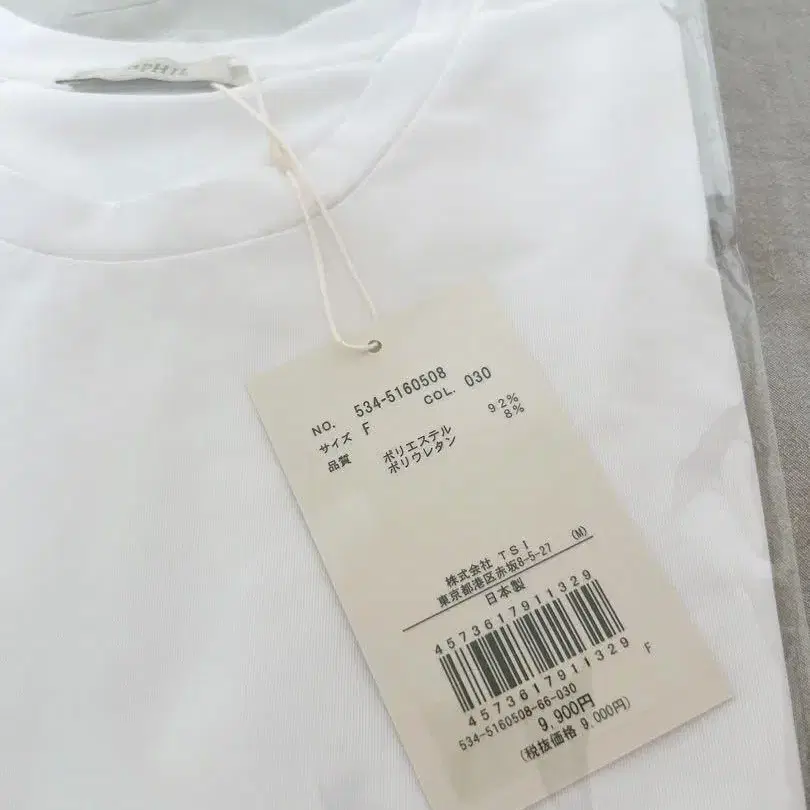 NO. 534-5160508 COL. 030
サイズ F
品質 ポリエステル 92%
ポリウレタン 8%
株式会社 TSI
東京都港区赤坂8-5-27 (M)
日本製
4573617911329
4573617911329 F
534-5160508-66-030
9,900円
(税抜価格 9,000円)